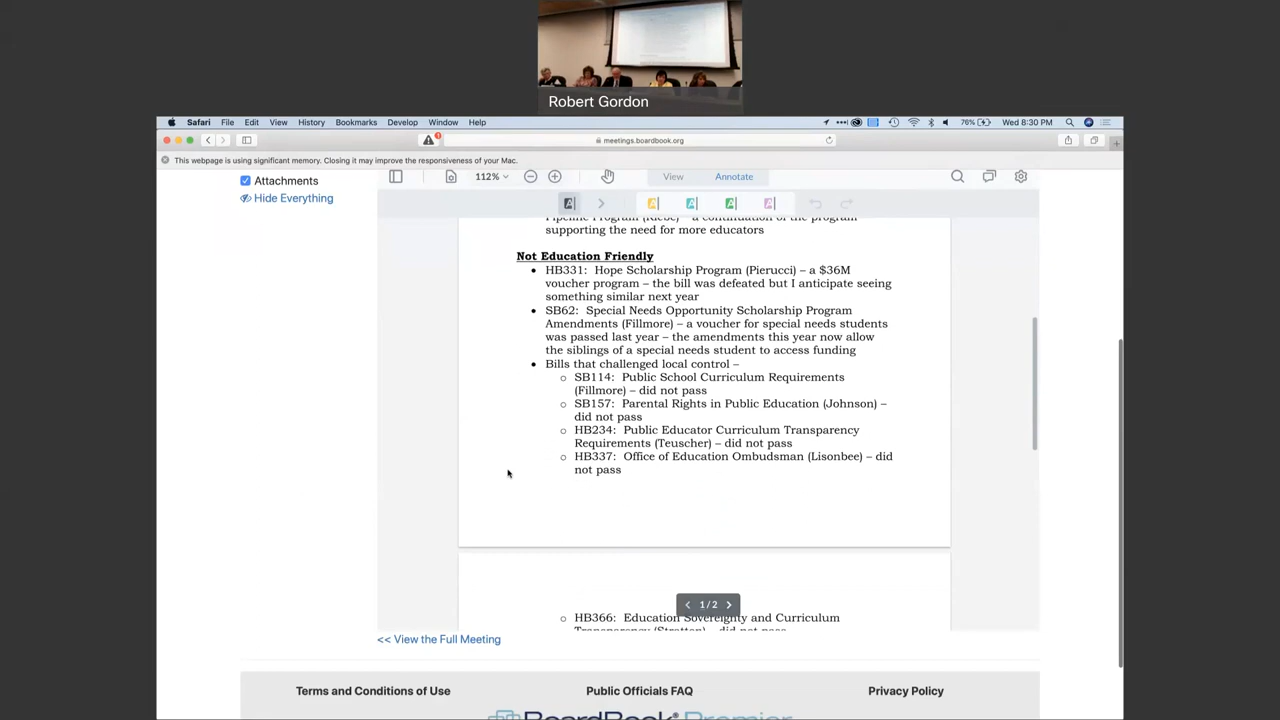 Robert Gordon
Safari File Edit View History Bookmarks Develop Window Help
76% Wed 8:30 PM
meetings.boardbook.org
This webpage is using significant memory. Closing it may improve the responsiveness of your Mac.
Attachments
Hide Everything
112%
View Annotate
supporting the need for more educators
Not Education Friendly
• HB331: Hope Scholarship Program (Pierucci) – a $36M
voucher program – the bill was defeated but I anticipate seeing
something similar next year
• SB62: Special Needs Opportunity Scholarship Program
Amendments (Fillmore) – a voucher for special needs students
was passed last year – the amendments this year now allow
the siblings of a special needs student to access funding
• Bills that challenged local control –
o SB114: Public School Curriculum Requirements
(Fillmore) – did not pass
o SB157: Parental Rights in Public Education (Johnson) –
did not pass
o HB234: Public Educator Curriculum Transparency
Requirements (Teuscher) – did not pass
o HB337: Office of Education Ombudsman (Lisonbee) – did
not pass
1/2
o HB366: Education Sovereignty and Curriculum
Transparency (Stratton) – did not pass
<< View the Full Meeting
Terms and Conditions of Use
Public Officials FAQ
Privacy Policy
BoardBook Premier